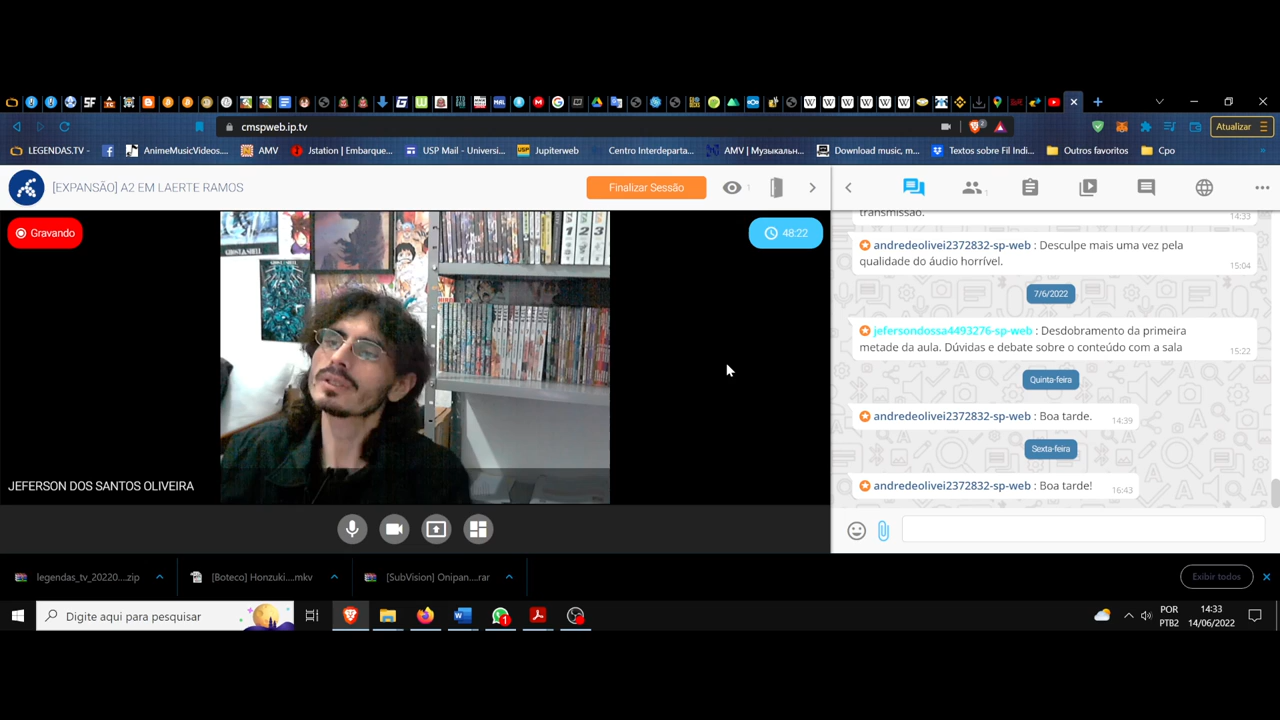 cmspweb.ip.tv
Atualizar
LEGENDAS.TV -
AnimeMusicVideos...
AMV
Jstation | Embarque...
USP Mail - Universi...
Jupiterweb
Centro Interdeparta...
AMV | Музыкальн...
Download music, m...
Textos sobre Fil Indi...
Outros favoritos
Cpo
[EXPANSÃO] A2 EM LAERTE RAMOS
Finalizar Sessão
1
1
Gravando
48:22
JEFERSON DOS SANTOS OLIVEIRA
transmissão.
14:33
andredeolivei2372832-sp-web : Desculpe mais uma vez pela
qualidade do áudio horrível.
15:04
7/6/2022
jefersondossa4493276-sp-web : Desdobramento da primeira
metade da aula. Dúvidas e debate sobre o conteúdo com a sala
15:22
Quinta-feira
andredeolivei2372832-sp-web : Boa tarde.
14:39
Sexta-feira
andredeolivei2372832-sp-web : Boa tarde!
16:43
legendas_tv_20220....zip
[Boteco] Honzuki....mkv
[SubVision] Onipan....rar
Exibir todos
Digite aqui para pesquisar
POR
PTB2
14:33
14/06/2022